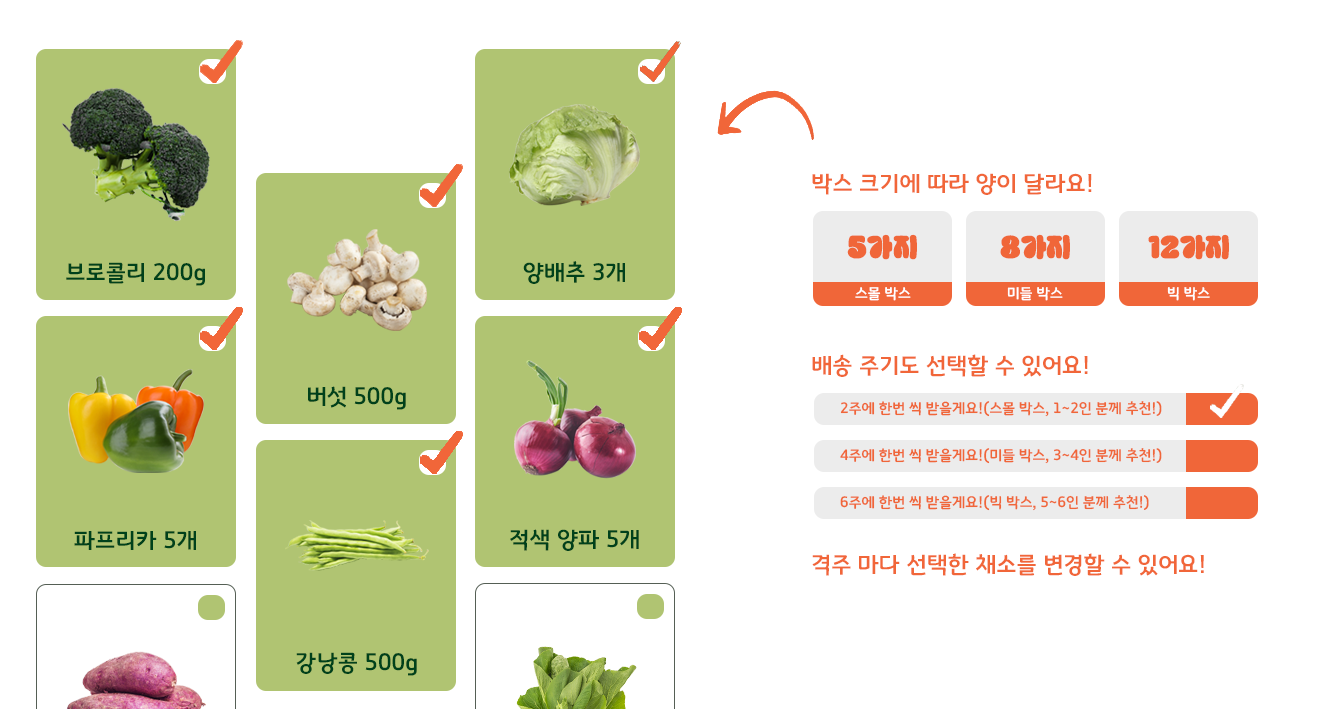 브로콜리 200g
양배추 3개
버섯 500g
파프리카 5개
적색 양파 5개
강낭콩 500g
박스 크기에 따라 양이 달라요!
5가지
8가지
12가지
스몰 박스
미들 박스
빅 박스
배송 주기도 선택할 수 있어요!
2주에 한번 씩 받을게요!(스몰 박스, 1~2인 분께 추천!)
4주에 한번 씩 받을게요!(미들 박스, 3~4인 분께 추천!)
6주에 한번 씩 받을게요!(빅 박스, 5~6인 분께 추천!)
격주 마다 선택한 채소를 변경할 수 있어요!